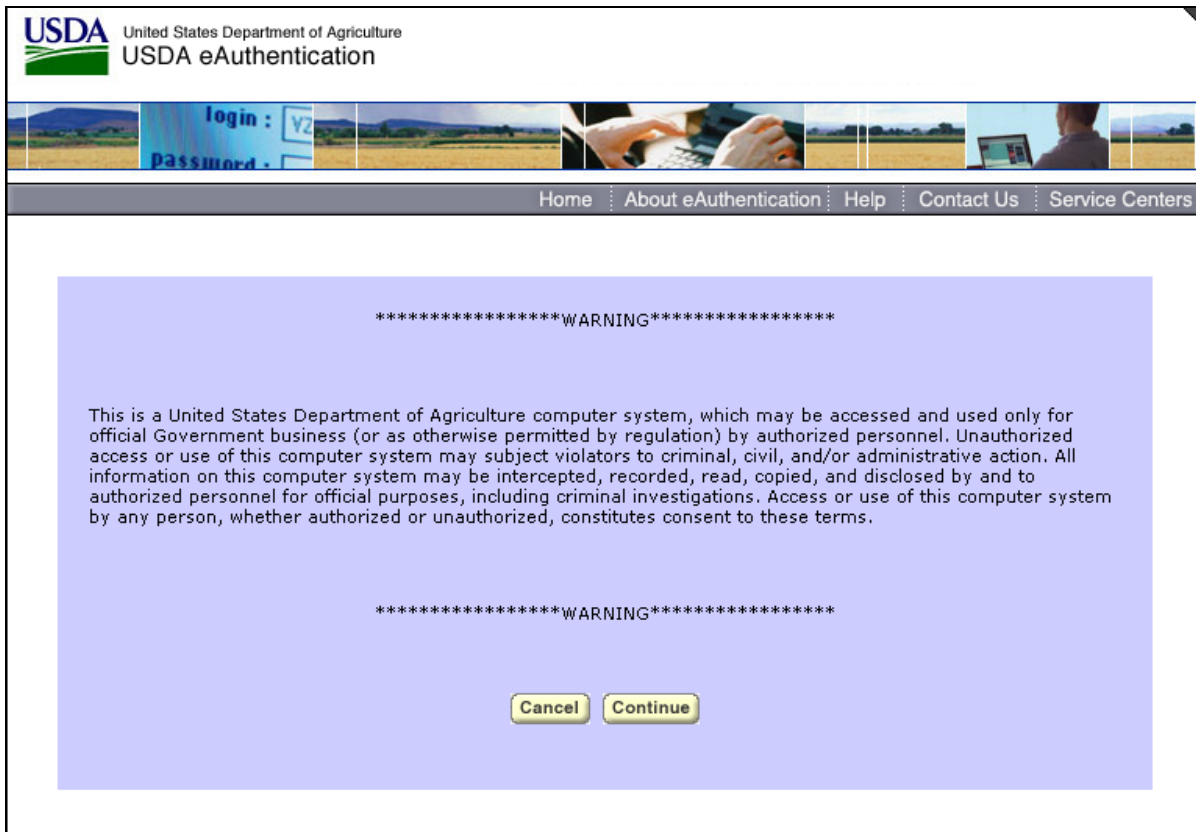 USDA
United States Department of Agriculture
USDA eAuthentication
login :
password :
Home
About eAuthentication
Help
Contact Us
Service Centers
*****************WARNING*****************
This is a United States Department of Agriculture computer system, which may be accessed and used only for
official Government business (or as otherwise permitted by regulation) by authorized personnel. Unauthorized
access or use of this computer system may subject violators to criminal, civil, and/or administrative action. All
information on this computer system may be intercepted, recorded, read, copied, and disclosed by and to
authorized personnel for official purposes, including criminal investigations. Access or use of this computer system
by any person, whether authorized or unauthorized, constitutes consent to these terms.
*****************WARNING*****************
Cancel
Continue